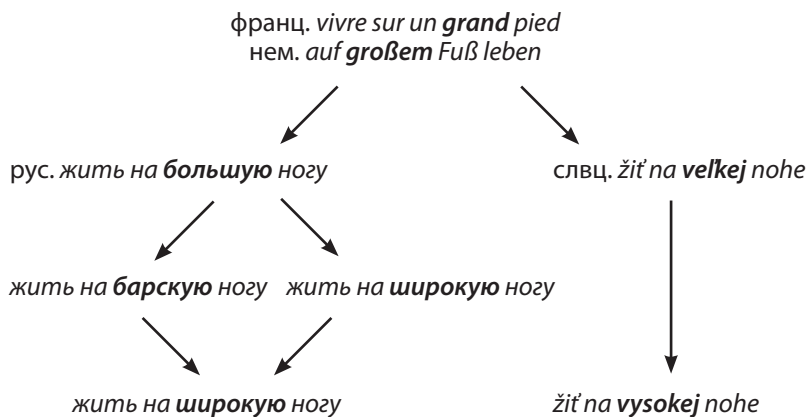 франц. vivre sur un grand pied
нем. auf großem Fuß leben
рус. жить на большую ногу слвц. žiť na veľkej nohe
жить на барскую ногу жить на широкую ногу
жить на широкую ногу žiť na vysokej nohe